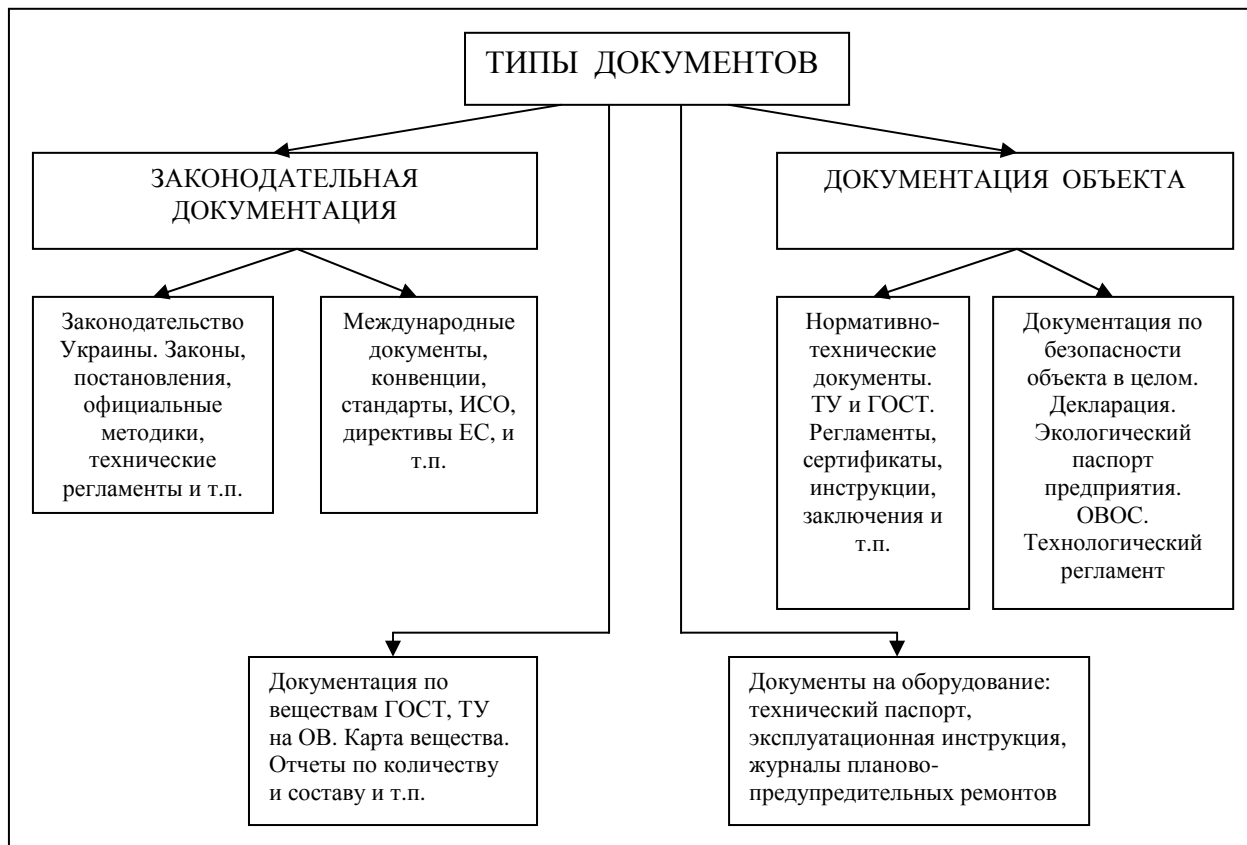 ТИПЫ ДОКУМЕНТОВ
ЗАКОНОДАТЕЛЬНАЯ
ДОКУМЕНТАЦИЯ
ДОКУМЕНТАЦИЯ ОБЪЕКТА
Законодательство
Украины. Законы,
постановления,
официальные
методики,
технические
регламенты и т.п.
Международные
документы,
конвенции,
стандарты, ИСО,
директивы ЕС, и
т.п.
Нормативно-
технические
документы.
ТУ и ГОСТ.
Регламенты,
сертификаты,
инструкции,
заключения и
т.п.
Документация по
безопасности
объекта в целом.
Декларация.
Экологический
паспорт
предприятия.
ОВОС.
Технологический
регламент
Документация по
веществам ГОСТ, ТУ
на ОВ. Карта вещества.
Отчеты по количеству
и составу и т.п.
Документы на оборудование:
технический паспорт,
эксплуатационная инструкция,
журналы планово-
предупредительных ремонтов